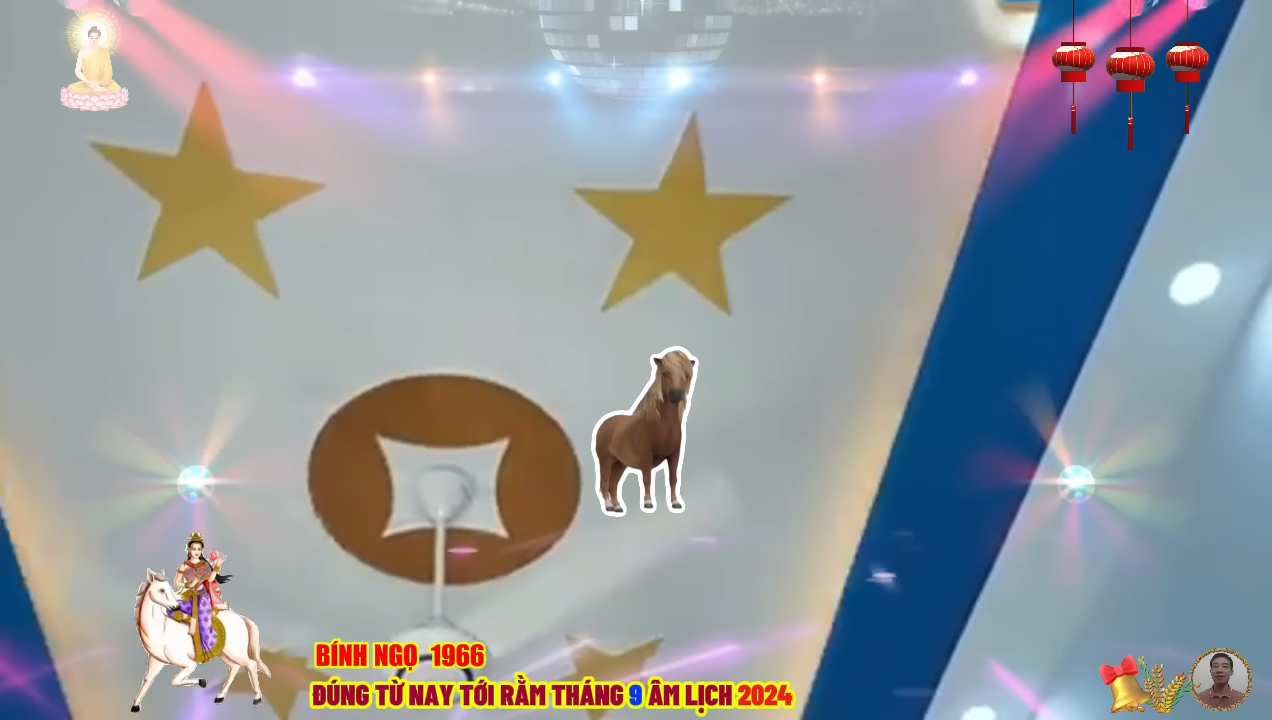 BÍNH NGỌ 1966
ĐÚNG TỪ NAY TỚI RẰM THÁNG 9 ÂM LỊCH 2024